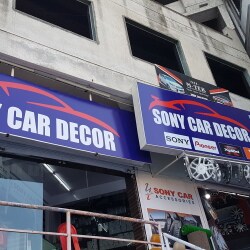 Y CAR DECOR
SONY CAR DECOR
SONY
Pioneer
SONY CAR
ACCESSORIES